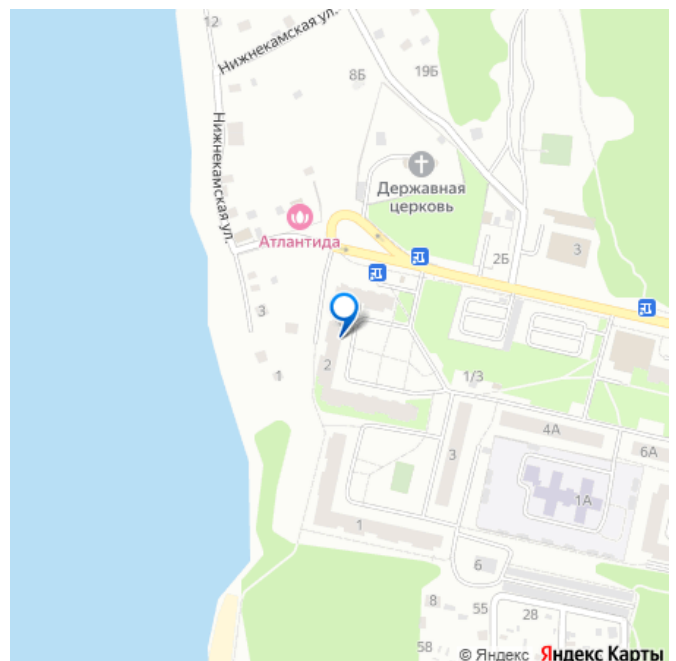 12
Нижнекамская ул.
8Б
19Б
Нижнекамская ул.
Державная
церковь
Атлантида
2Б
3
3
2
1
1/3
4А
6А
3
1А
1
6
8
55
28
58
© Яндекс Яндекс Карты